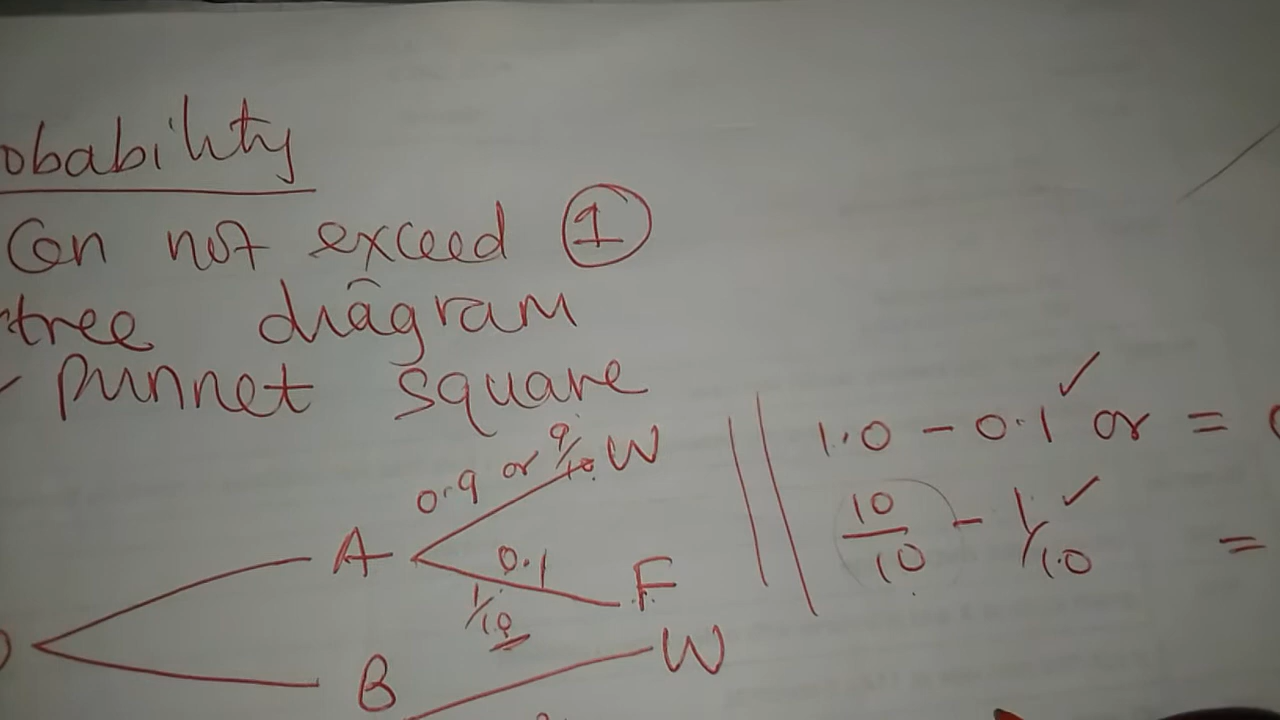 obability
Can not exceed 1
tree diagram
Punnet square
0.9 or 9/10 W
A
0.1
1/10
F
B
W
1.0 - 0.1 ✓ or =
10/10 - 1/10 ✓ =